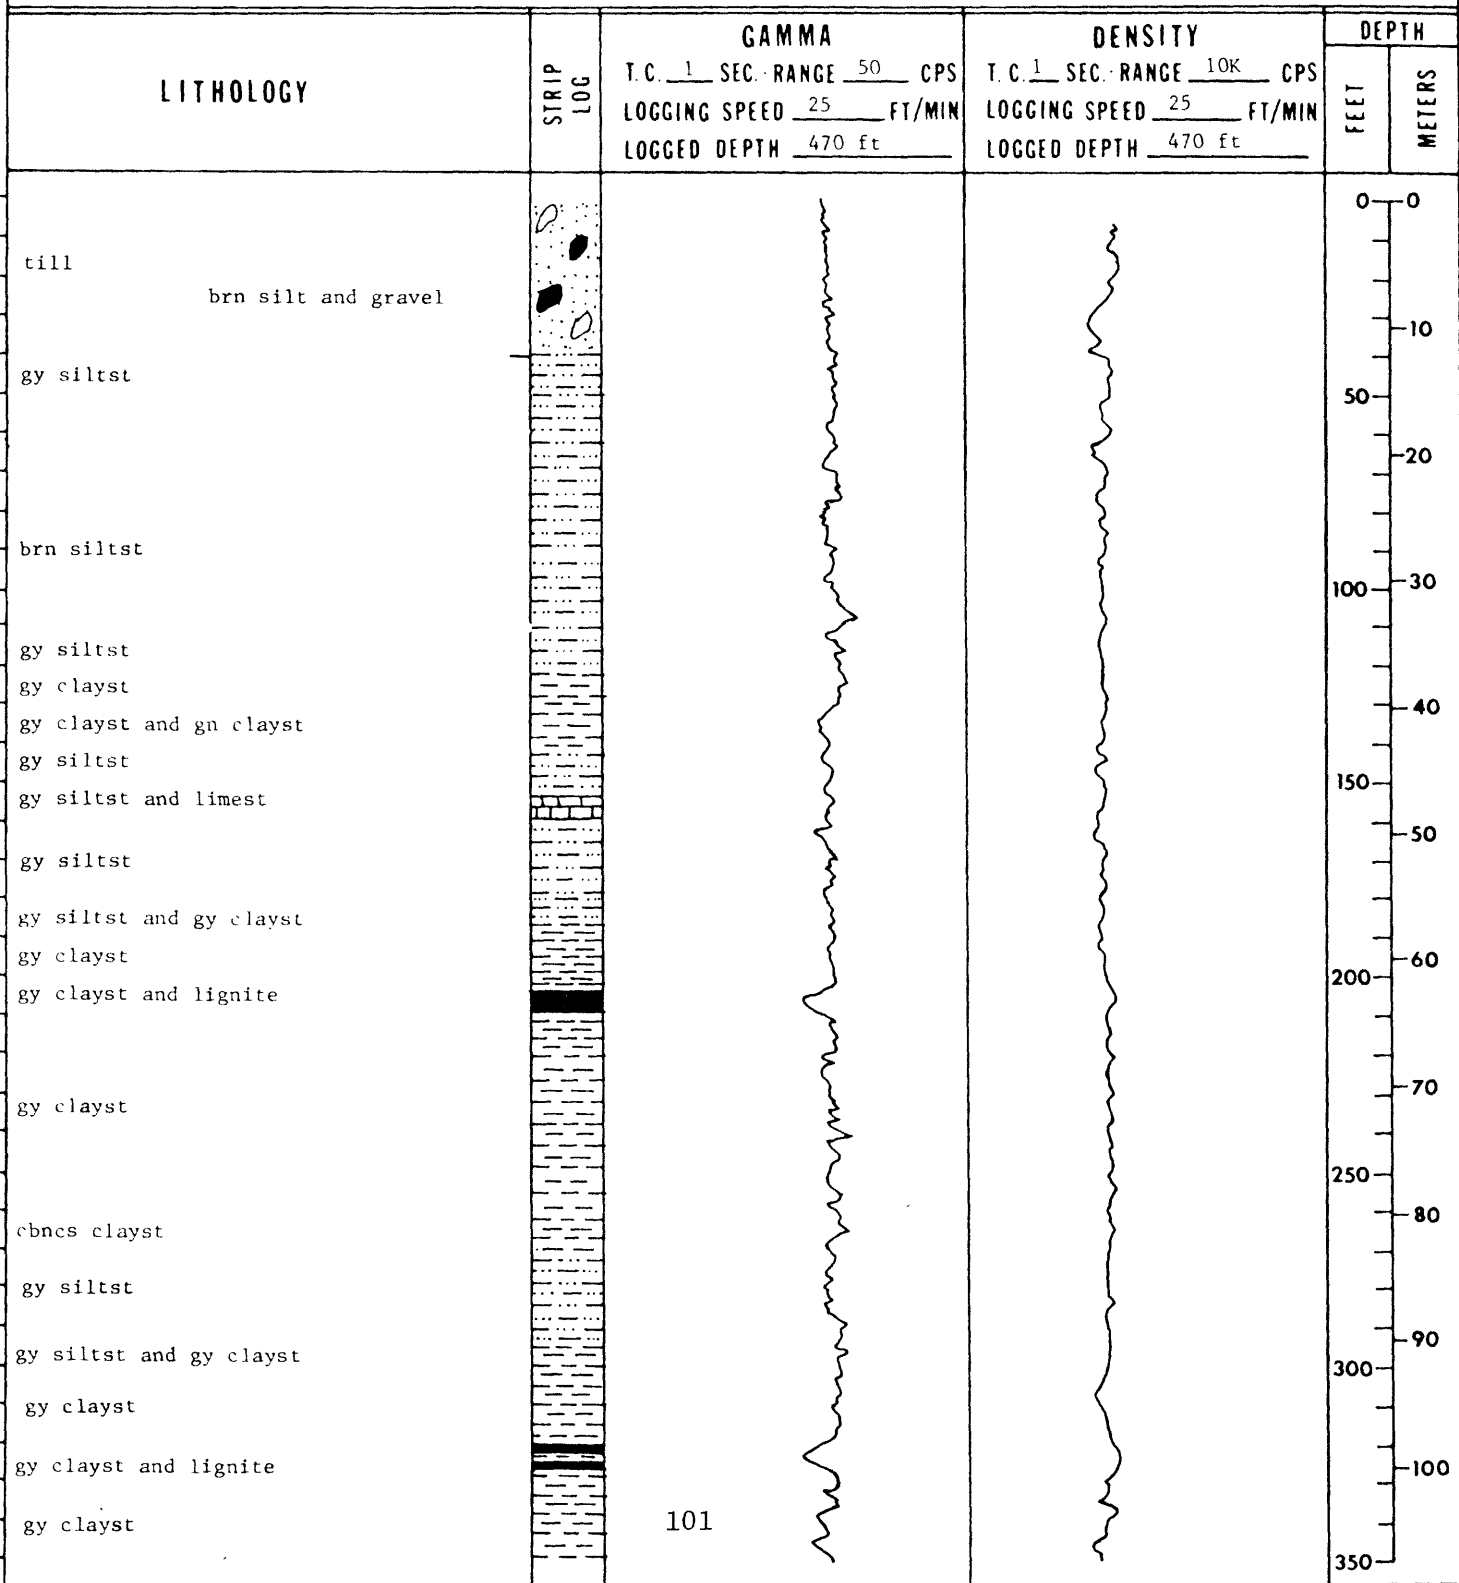 LITHOLOGY
STRIP LOG
GAMMA
T.C. 1 SEC. RANGE 50 CPS
LOGGING SPEED 25 FT/MIN
LOGGED DEPTH 470 ft
DENSITY
T.C. 1 SEC. RANGE 10K CPS
LOGGING SPEED 25 FT/MIN
LOGGED DEPTH 470 ft
DEPTH
FEET
METERS
0 0
till
brn silt and gravel
10
gy siltst
50
20
brn siltst
100 30
gy siltst
gy clayst
40
gy clayst and gn clayst
gy siltst
150
gy siltst and limest
50
gy siltst
gy siltst and gy clayst
gy clayst
60
200
gy clayst and lignite
70
gy clayst
250
80
cbncs clayst
gy siltst
90
gy siltst and gy clayst
300
gy clayst
gy clayst and lignite
100
gy clayst
101
350